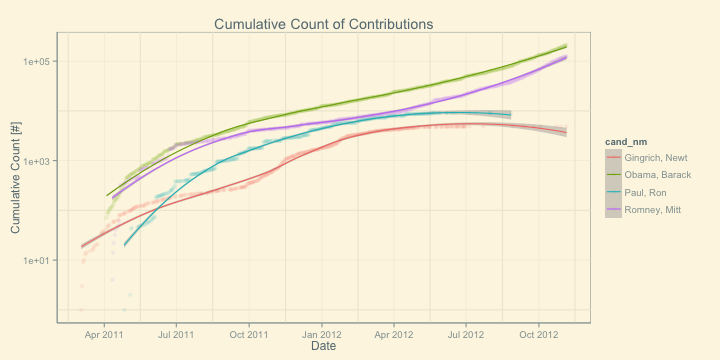 Cumulative Count of Contributions
Cumulative Count [#]
1e+05
1e+03
1e+01
Apr 2011 Jul 2011 Oct 2011 Jan 2012 Apr 2012 Jul 2012 Oct 2012
Date
cand_nm
Gingrich, Newt
Obama, Barack
Paul, Ron
Romney, Mitt